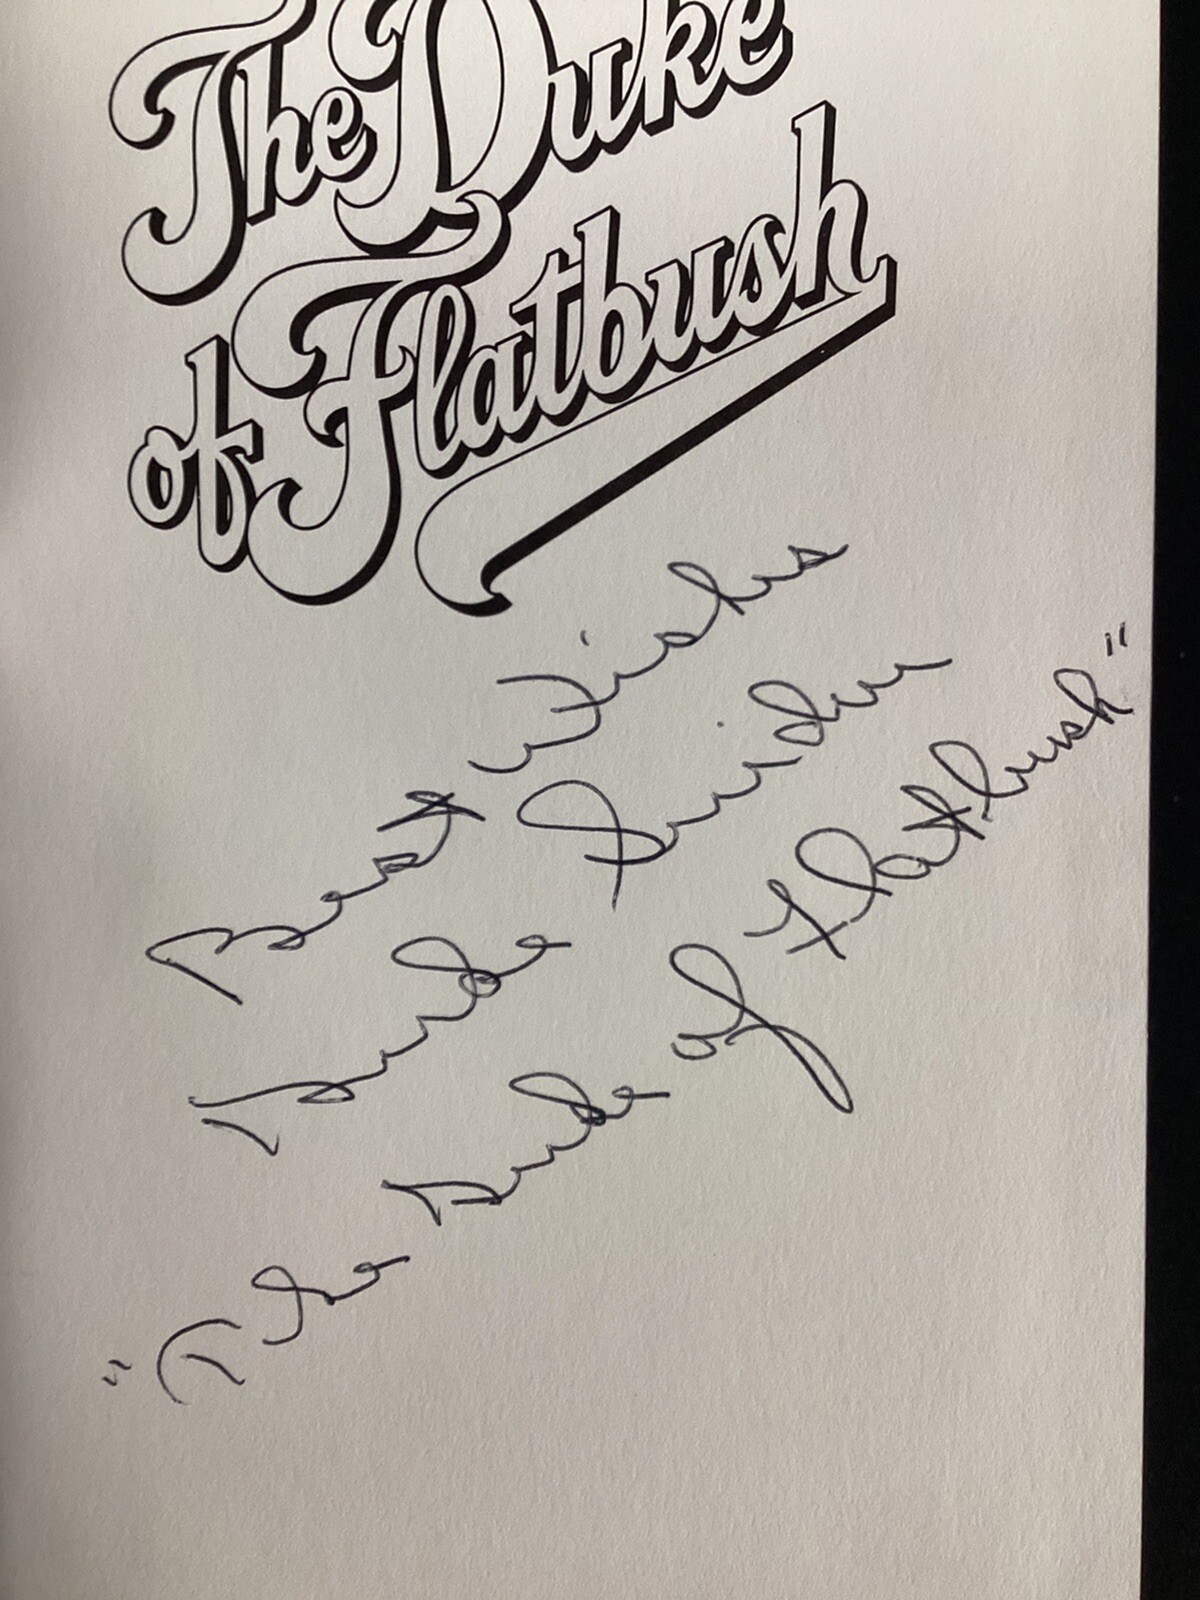 The Duke
of Flatbush
Best Wishes
Duke Snider
"The Duke of Flatbush"